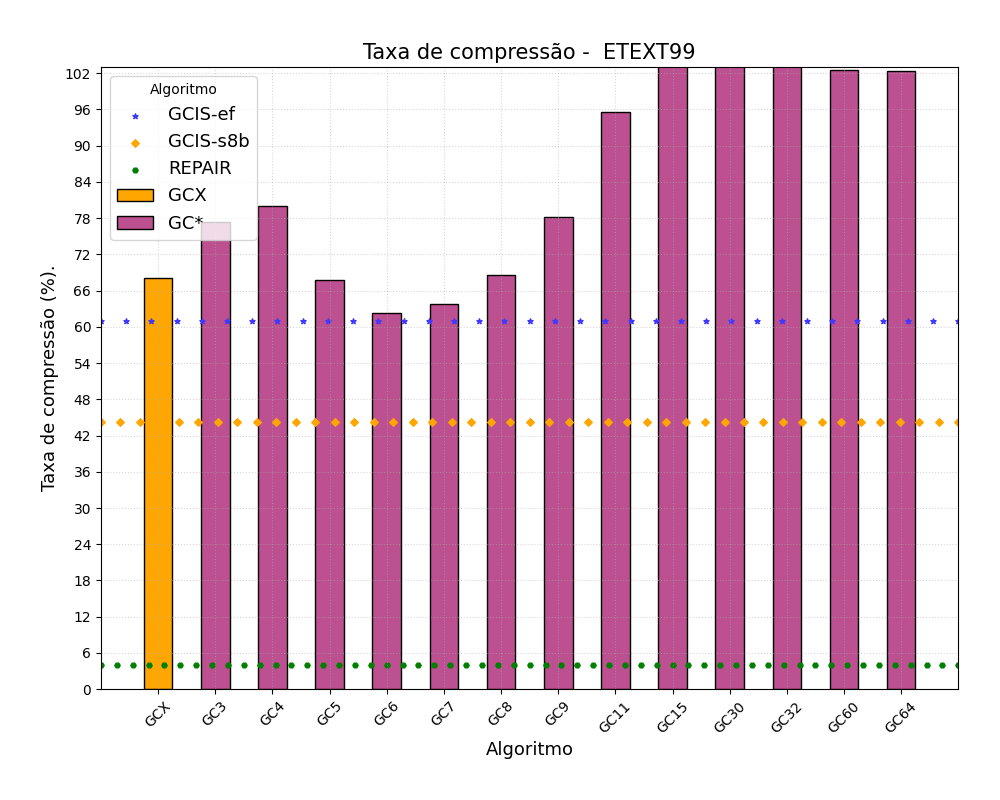 Taxa de compressão -  ETEXT99
Algoritmo
GCIS-ef
GCIS-s8b
REPAIR
GCX
GC*
Taxa de compressão (%).
102
96
90
84
78
72
66
60
54
48
42
36
30
24
18
12
6
0
GCX GC3 GC4 GC5 GC6 GC7 GC8 GC9 GC11 GC15 GC30 GC32 GC60 GC64
Algoritmo